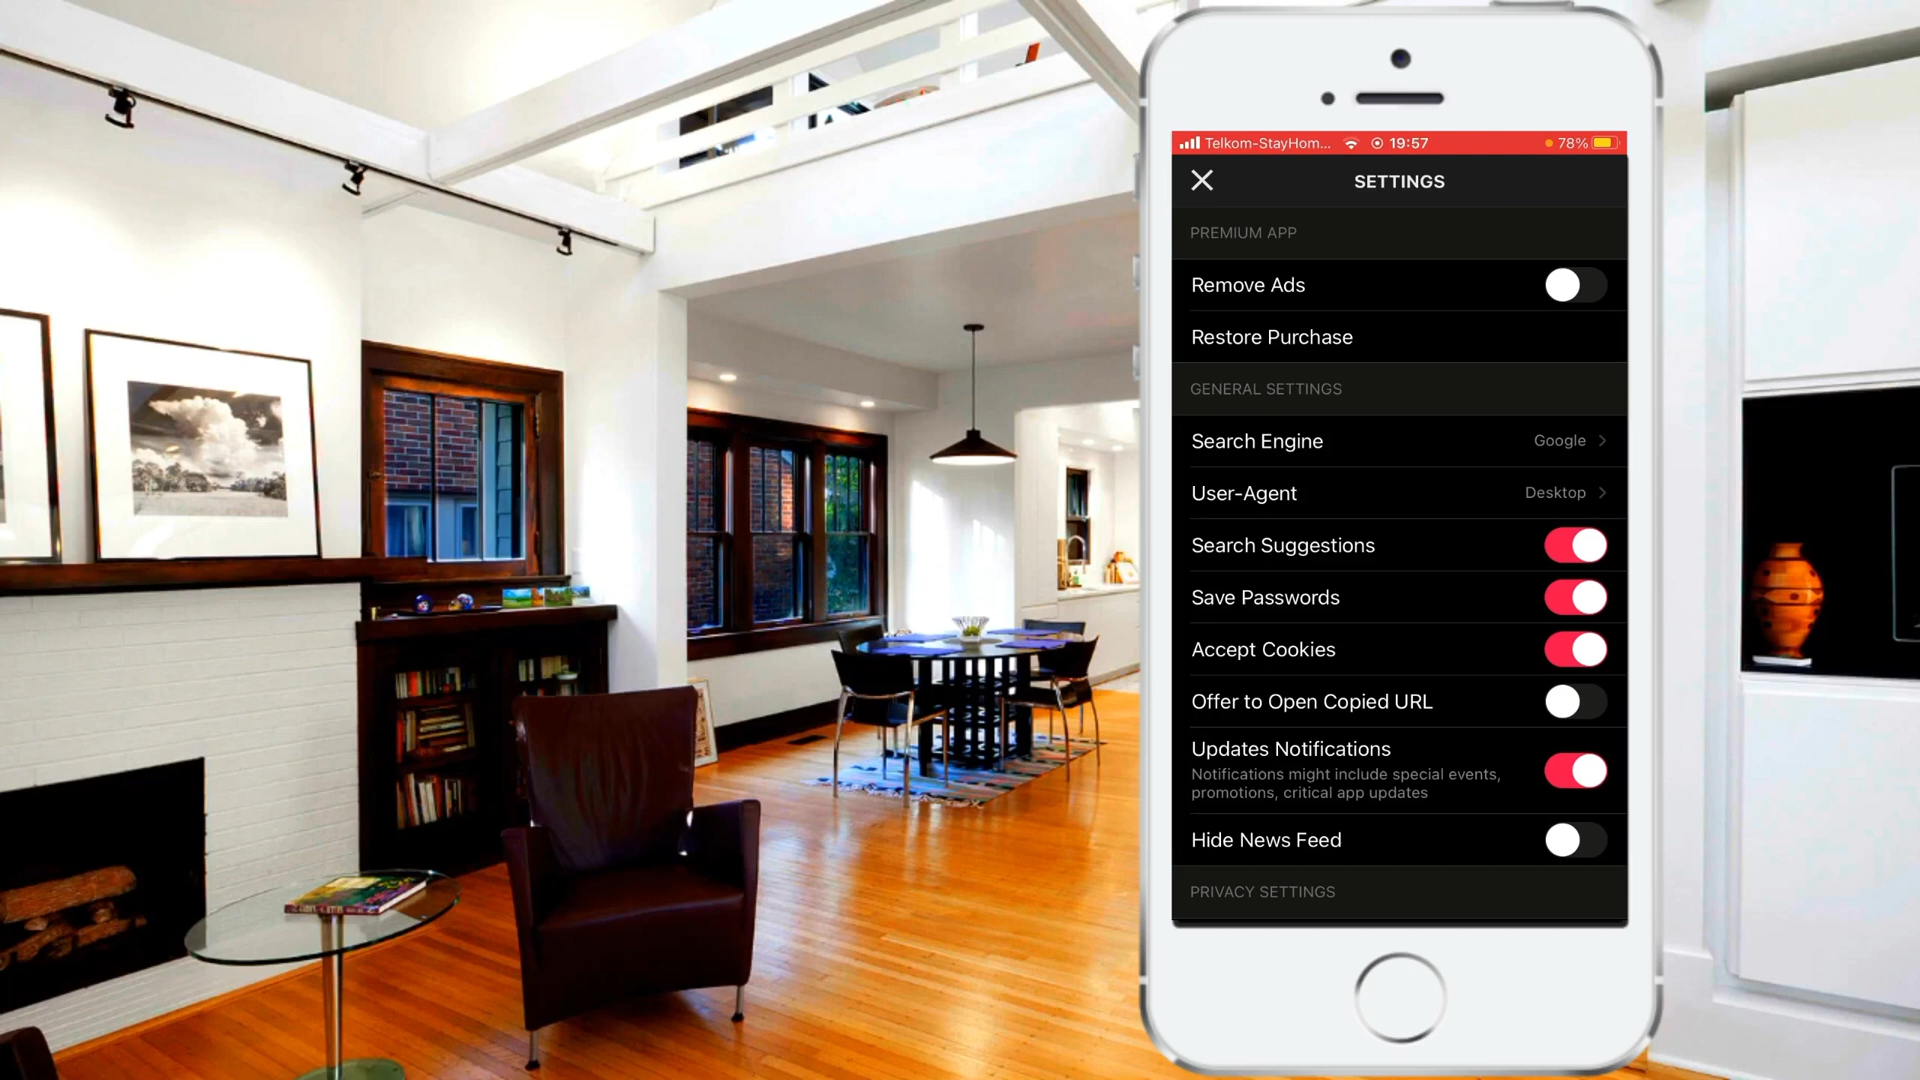 Telkom-StayHom... 19:57 78%
SETTINGS
PREMIUM APP
Remove Ads
Restore Purchase
GENERAL SETTINGS
Search Engine Google
User-Agent Desktop
Search Suggestions
Save Passwords
Accept Cookies
Offer to Open Copied URL
Updates Notifications
Notifications might include special events,
promotions, critical app updates
Hide News Feed
PRIVACY SETTINGS